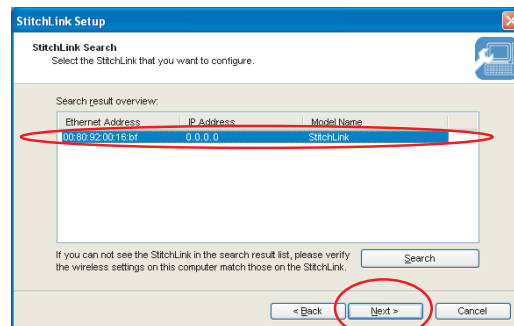 StitchLink Setup
StitchLink Search
Select the StitchLink that you want to configure.
Search result overview:
Ethernet Address IP Address Model Name
00:80:92:00:16:bf 0.0.0.0 StitchLink
If you can not see the StitchLink in the search result list, please verify
the wireless settings on this computer match those on the StitchLink.
Search
< Back Next > Cancel